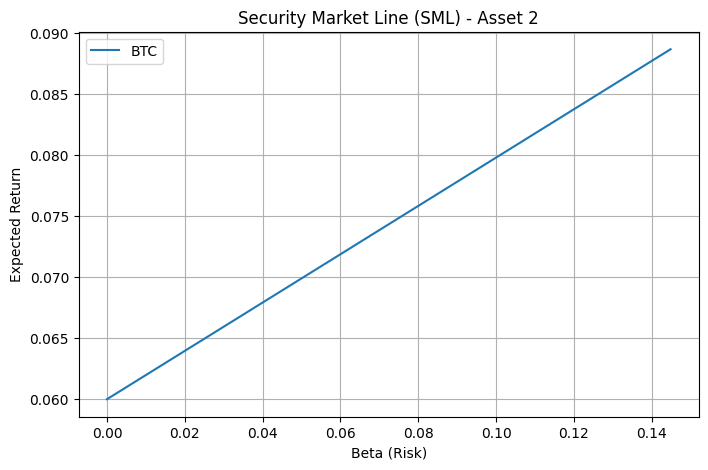 Security Market Line (SML) - Asset 2
BTC
Expected Return
0.090
0.085
0.080
0.075
0.070
0.065
0.060
0.00 0.02 0.04 0.06 0.08 0.10 0.12 0.14
Beta (Risk)